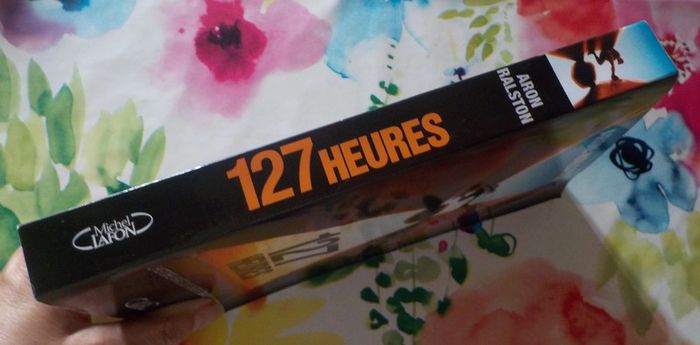 Michel
LAFON
127 HEURES
ARON
RALSTON